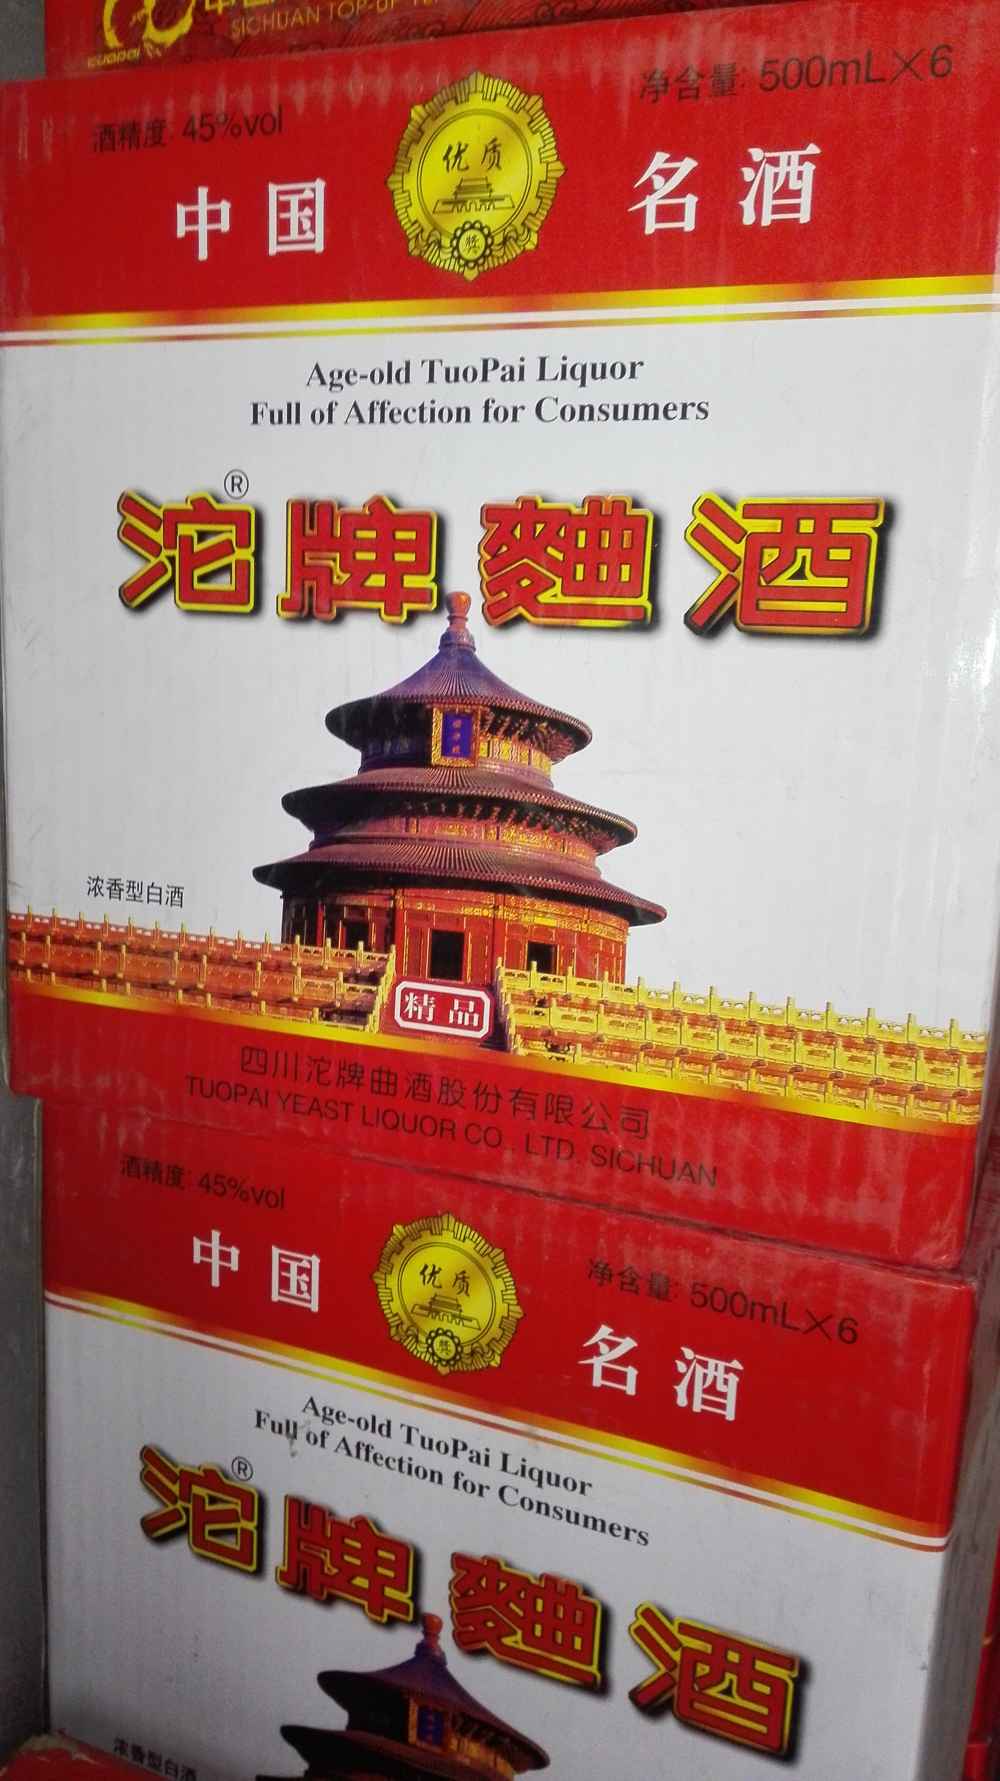 SICHUAN TOP-UP
tuopai
酒精度: 45%vol
净含量: 500mL×6
优质
奖
中国 名酒
Age-old TuoPai Liquor
Full of Affection for Consumers
沱®牌麯酒
浓香型白酒
精品
四川沱牌曲酒股份有限公司
TUOPAI YEAST LIQUOR CO., LTD. SICHUAN
酒精度: 45%vol
净含量: 500mL×6
优质
奖
中国 名酒
Age-old TuoPai Liquor
Full of Affection for Consumers
沱®牌麯酒
浓香型白酒